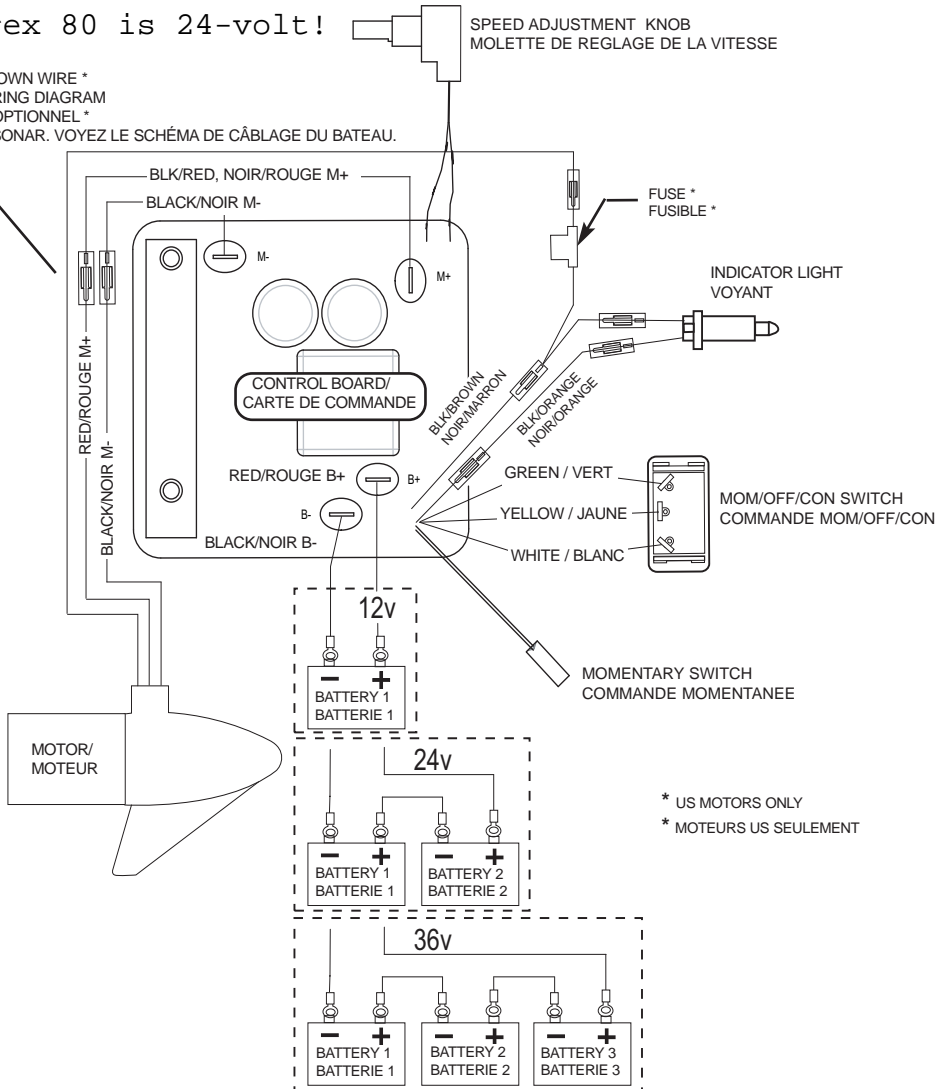 ex 80 is 24-volt!
SPEED ADJUSTMENT KNOB
MOLETTE DE REGLAGE DE LA VITESSE
OWN WIRE *
RING DIAGRAM
OPTIONNEL *
SONAR. VOYEZ LE SCHÉMA DE CÂBLAGE DU BATEAU.
BLK/RED, NOIR/ROUGE M+
BLACK/NOIR M-
FUSE *
FUSIBLE *
M-
M+
INDICATOR LIGHT
VOYANT
RED/ROUGE M+
BLACK/NOIR M-
CONTROL BOARD/
CARTE DE COMMANDE
BLK/BROWN
NOIR/MARRON
BLK/ORANGE
NOIR/ORANGE
RED/ROUGE B+
B+
B-
BLACK/NOIR B-
GREEN / VERT
YELLOW / JAUNE
WHITE / BLANC
MOM/OFF/CON SWITCH
COMMANDE MOM/OFF/CON
12v
- +
BATTERY 1
BATTERIE 1
MOMENTARY SWITCH
COMMANDE MOMENTANEE
MOTOR/
MOTEUR
24v
- +
BATTERY 1
BATTERIE 1
- +
BATTERY 2
BATTERIE 2
* US MOTORS ONLY
* MOTEURS US SEULEMENT
36v
- +
BATTERY 1
BATTERIE 1
- +
BATTERY 2
BATTERIE 2
- +
BATTERY 3
BATTERIE 3